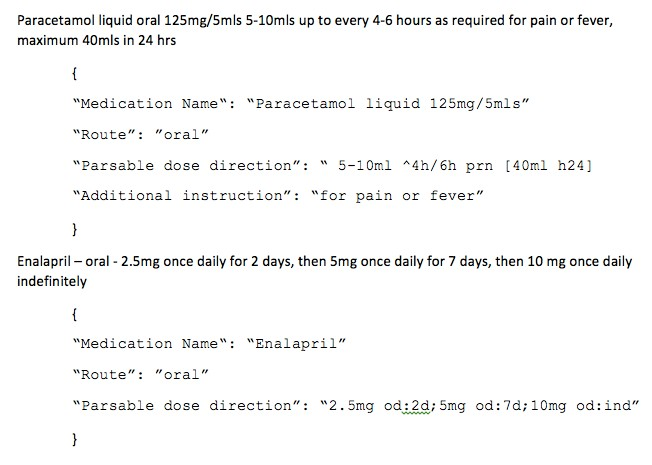 Paracetamol liquid oral 125mg/5mls 5-10mls up to every 4-6 hours as required for pain or fever,
maximum 40mls in 24 hrs
{
“Medication Name“: “Paracetamol liquid 125mg/5mls”
“Route”: ”oral”
“Parsable dose direction”: “ 5-10ml ^4h/6h prn [40ml h24]
“Additional instruction”: “for pain or fever”
}
Enalapril – oral - 2.5mg once daily for 2 days, then 5mg once daily for 7 days, then 10 mg once daily
indefinitely
{
“Medication Name“: “Enalapril”
“Route”: ”oral”
“Parsable dose direction”: “2.5mg od:2d;5mg od:7d;10mg od:ind”
}